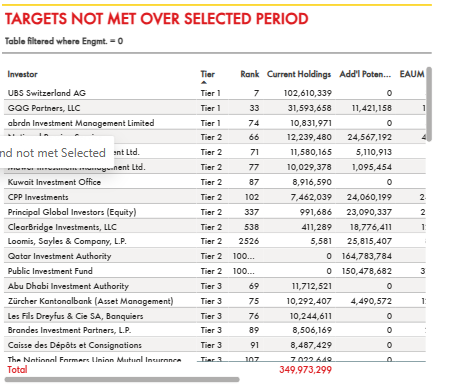 TARGETS NOT MET OVER SELECTED PERIOD
Table filtered where Engmt. = 0
Investor Tier Rank Current Holdings Add'l Poten... EAUM
UBS Switzerland AG Tier 1 7 102,610,339 0
GQG Partners, LLC Tier 1 33 31,593,658 11,421,158 1
abrdn Investment Management Limited Tier 1 74 10,831,971 0
Tier 2 66 12,239,480 24,567,192 4
nd not met Selected ent Ltd. Tier 2 71 11,580,165 5,110,913
Investment Ltd. Tier 2 77 10,029,378 1,095,454
Kuwait Investment Office Tier 2 87 8,916,590 0
CPP Investments Tier 2 102 7,462,039 24,060,199 2
Principal Global Investors (Equity) Tier 2 337 991,686 23,090,337 2
ClearBridge Investments, LLC Tier 2 538 411,289 18,776,411 1
Loomis, Sayles & Company, L.P. Tier 2 2526 5,581 25,815,407
Qatar Investment Authority Tier 2 100... 0 164,783,784
Public Investment Fund Tier 2 100... 0 150,478,682 3
Abu Dhabi Investment Authority Tier 3 69 11,712,521 0
Zürcher Kantonalbank (Asset Management) Tier 3 75 10,292,407 4,490,572 1
Les Fils Dreyfus & Cie SA, Banquiers Tier 3 76 10,244,611 0
Brandes Investment Partners, L.P. Tier 3 89 8,506,169 0
Caisse des Dépôts et Consignations Tier 3 91 8,487,429 0
The National Farmers Union Mutual Insurance Tier 3 107 7,022,649 0
Total 349,973,299